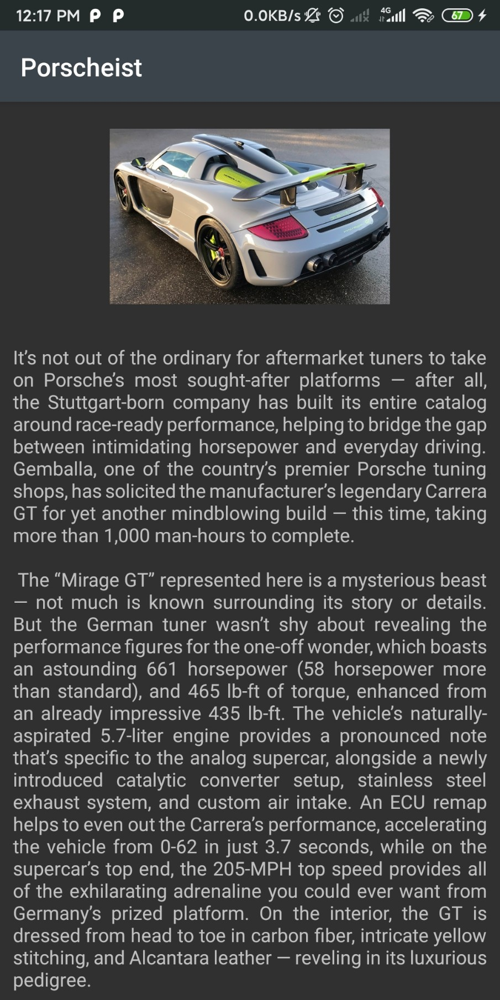 12:17 PM
0.0KB/s
4G
67
Porscheist
It's not out of the ordinary for aftermarket tuners to take
on Porsche's most sought-after platforms — after all,
the Stuttgart-born company has built its entire catalog
around race-ready performance, helping to bridge the gap
between intimidating horsepower and everyday driving.
Gemballa, one of the country's premier Porsche tuning
shops, has solicited the manufacturer's legendary Carrera
GT for yet another mindblowing build — this time, taking
more than 1,000 man-hours to complete.
The “Mirage GT” represented here is a mysterious beast
— not much is known surrounding its story or details.
But the German tuner wasn't shy about revealing the
performance figures for the one-off wonder, which boasts
an astounding 661 horsepower (58 horsepower more
than standard), and 465 lb-ft of torque, enhanced from
an already impressive 435 lb-ft. The vehicle's naturally-
aspirated 5.7-liter engine provides a pronounced note
that's specific to the analog supercar, alongside a newly
introduced catalytic converter setup, stainless steel
exhaust system, and custom air intake. An ECU remap
helps to even out the Carrera's performance, accelerating
the vehicle from 0-62 in just 3.7 seconds, while on the
supercar's top end, the 205-MPH top speed provides all
of the exhilarating adrenaline you could ever want from
Germany's prized platform. On the interior, the GT is
dressed from head to toe in carbon fiber, intricate yellow
stitching, and Alcantara leather — reveling in its luxurious
pedigree.